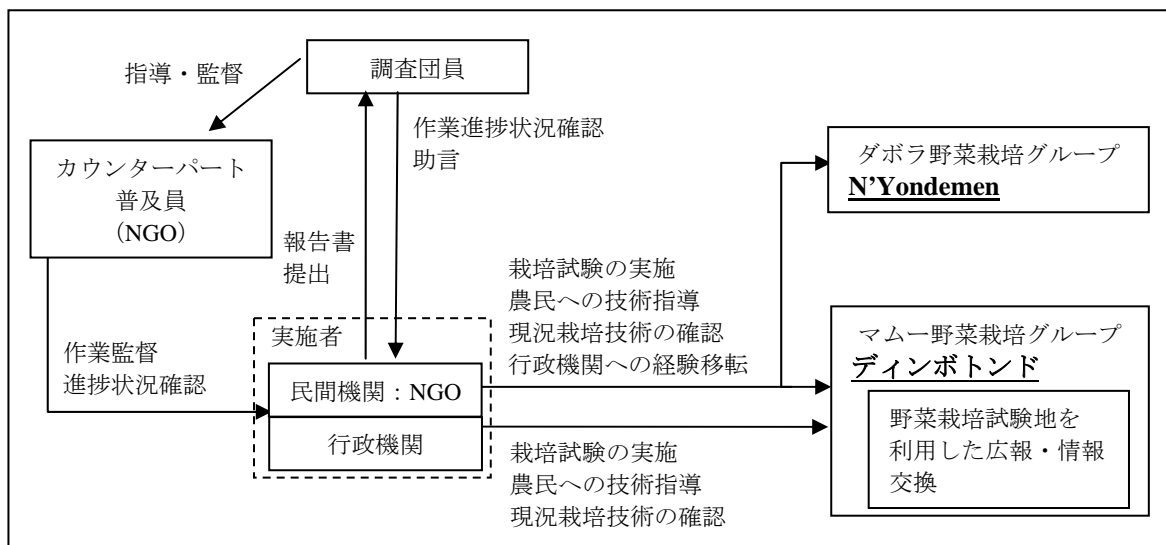 調査団員
指導・監督
作業進捗状況確認
助言
カウンターパート
普及員
（NGO）
ダボラ野菜栽培グループ
N’Yondemen
報告書
提出
栽培試験の実施
農民への技術指導
現況栽培技術の確認
行政機関への経験移転
実施者
民間機関：NGO
行政機関
作業監督
進捗状況確認
マムー野菜栽培グループ
ディンボトンド
野菜栽培試験地を
利用した広報・情報
交換
栽培試験の実施
農民への技術指導
現況栽培技術の確認